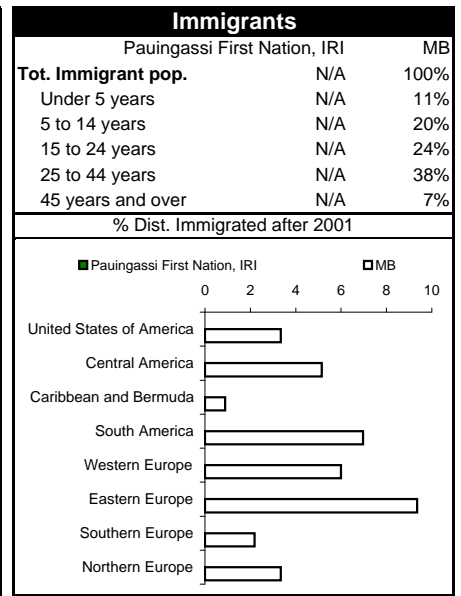 Immigrants
Pauingassi First Nation, IRI MB
Tot. Immigrant pop. N/A 100%
Under 5 years N/A 11%
5 to 14 years N/A 20%
15 to 24 years N/A 24%
25 to 44 years N/A 38%
45 years and over N/A 7%
% Dist. Immigrated after 2001
Pauingassi First Nation, IRI MB
0 2 4 6 8 10
United States of America
Central America
Caribbean and Bermuda
South America
Western Europe
Eastern Europe
Southern Europe
Northern Europe